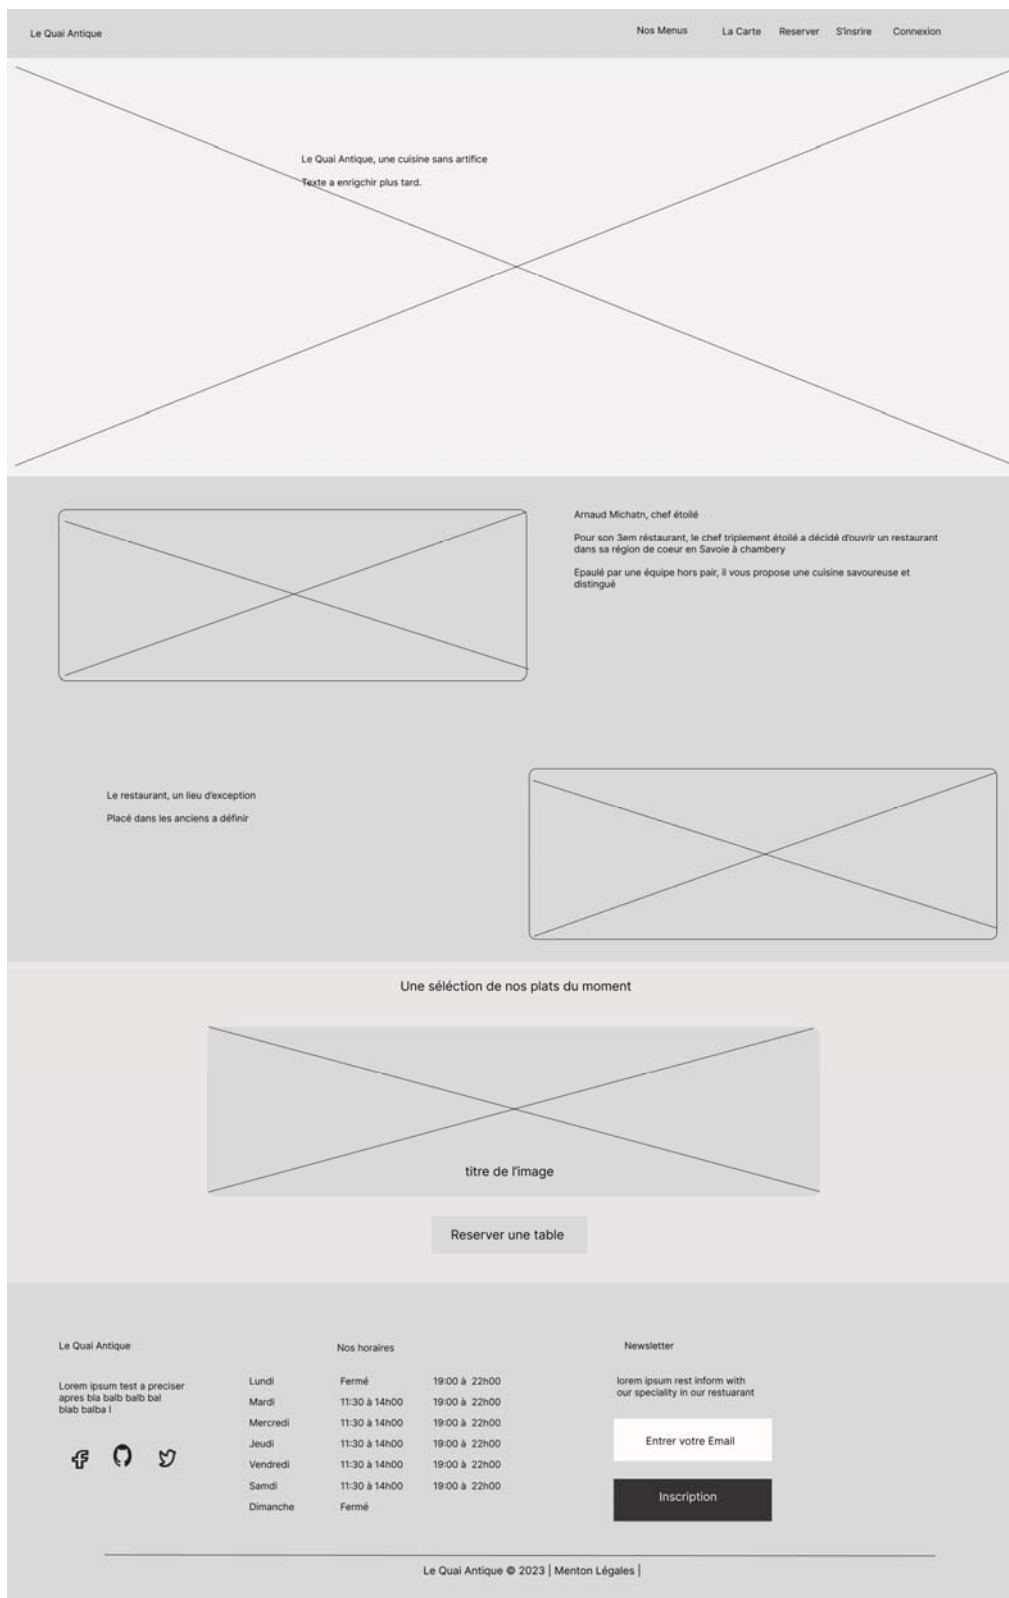 Le Quai Antique
Nos Menus La Carte Reserver S'insrire Connexion
Le Quai Antique, une cuisine sans artifice
Texte a enrigchir plus tard.
Arnaud Michatn, chef étoilé
Pour son 3em réstaurant, le chef triplement étoilé a décidé d'ouvrir un restaurant
dans sa région de coeur en Savoie à chambery
Epaulé par une équipe hors pair, il vous propose une cuisine savoureuse et
distingué
Le restaurant, un lieu d'exception
Placé dans les anciens a définir
Une séléction de nos plats du moment
titre de l'image
Reserver une table
Le Quai Antique
Lorem ipsum test a preciser
apres bla balb balb bal
blab balba l
Nos horaires
Lundi Fermé 19:00 à 22h00
Mardi 11:30 à 14h00 19:00 à 22h00
Mercredi 11:30 à 14h00 19:00 à 22h00
Jeudi 11:30 à 14h00 19:00 à 22h00
Vendredi 11:30 à 14h00 19:00 à 22h00
Samdi 11:30 à 14h00 19:00 à 22h00
Dimanche Fermé
Newsletter
lorem ipsum rest inform with
our speciality in our restuarant
Entrer votre Email
Inscription
Le Quai Antique © 2023 | Menton Légales |